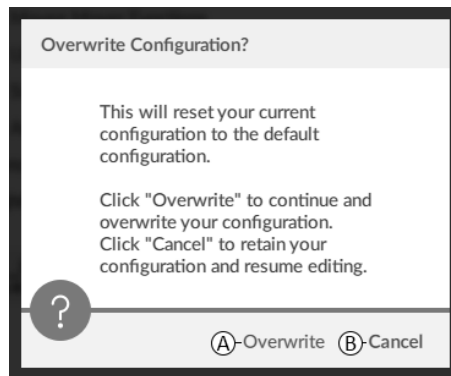 Overwrite Configuration?
This will reset your current
configuration to the default
configuration.
Click "Overwrite" to continue and
overwrite your configuration.
Click "Cancel" to retain your
configuration and resume editing.
?
Ⓐ-Overwrite Ⓑ-Cancel